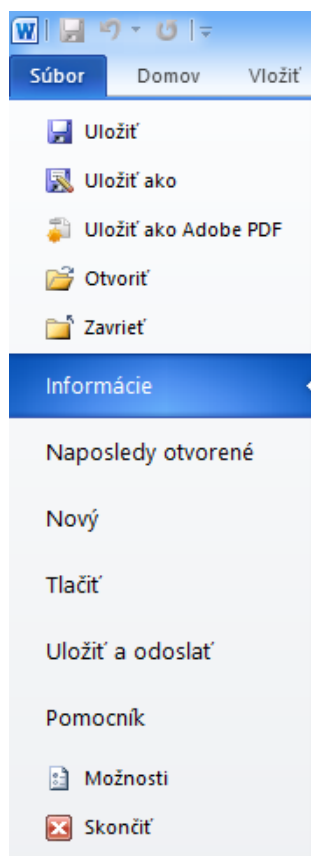 W
Súbor Domov Vložiť
Uložiť
Uložiť ako
Uložiť ako Adobe PDF
Otvoriť
Zavrieť
Informácie
Naposledy otvorené
Nový
Tlačiť
Uložiť a odoslať
Pomocník
Možnosti
Skončiť